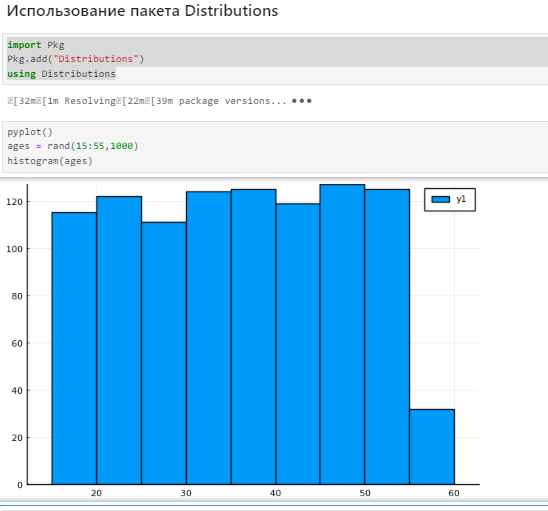 Использование пакета Distributions
import Pkg
Pkg.add("Distributions")
using Distributions
[32m[1m Resolving[22m[39m package versions... •••
pyplot()
ages = rand(15:55,1000)
histogram(ages)
y1
120
100
80
60
40
20
0
20 30 40 50 60